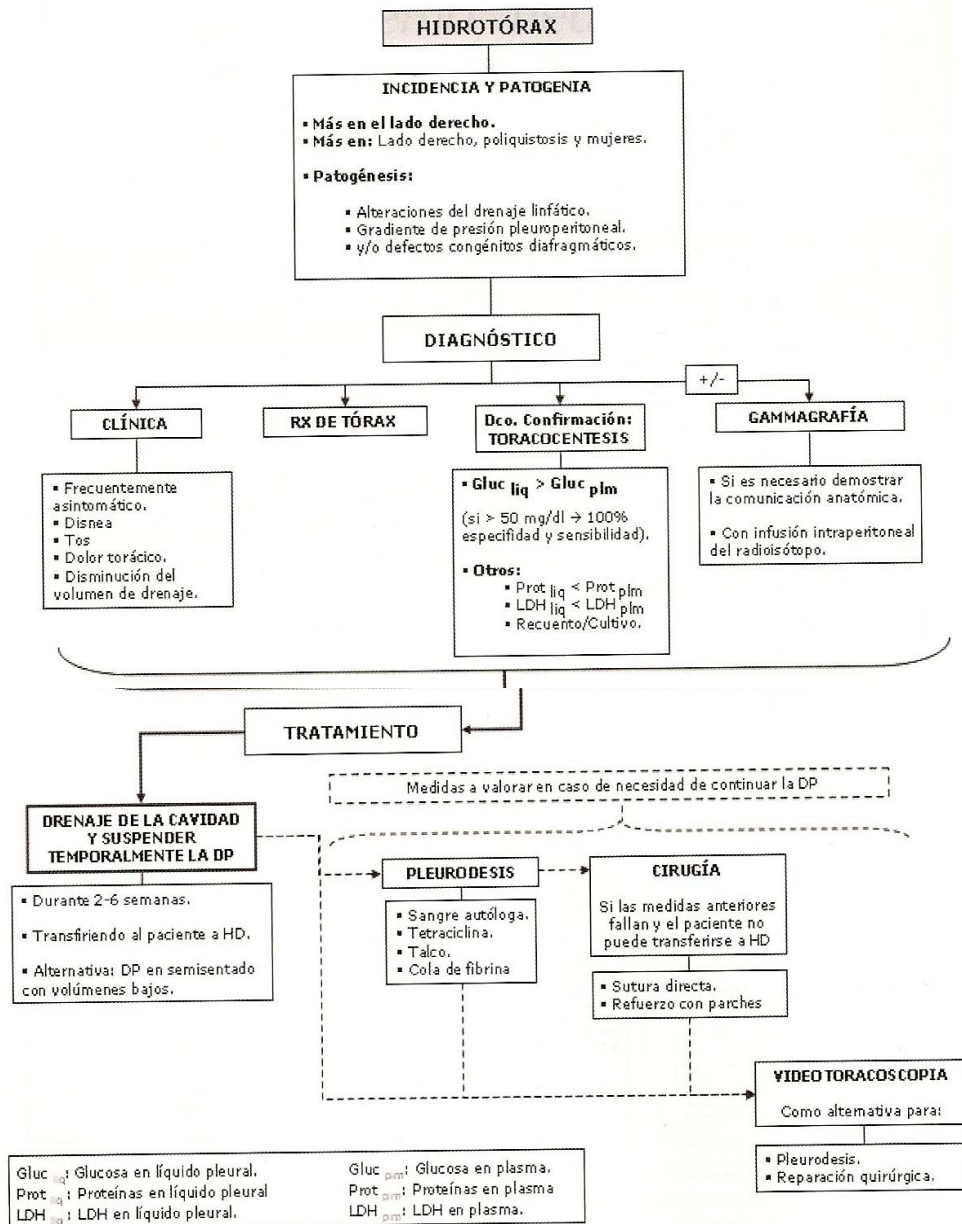 HIDROTÓRAX
INCIDENCIA Y PATOGENIA
▪ Más en el lado derecho.
▪ Más en: Lado derecho, poliquistosis y mujeres.
▪ Patogénesis:
▪ Alteraciones del drenaje linfático.
▪ Gradiente de presión pleuroperitoneal.
▪ y/o defectos congénitos diafragmáticos.
DIAGNÓSTICO
+/-
CLÍNICA
▪ Frecuentemente
asintomático.
▪ Disnea
▪ Tos
▪ Dolor torácico.
▪ Disminución del
volumen de drenaje.
RX DE TÓRAX
Dco. Confirmación:
TORACOCENTESIS
▪ Gluc liq > Gluc plm
(si > 50 mg/dl → 100%
especifidad y sensibilidad).
▪ Otros:
▪ Prot liq < Prot plm
▪ LDH liq < LDH plm
▪ Recuento/Cultivo.
GAMMAGRAFÍA
▪ Si es necesario demostrar
la comunicación anatómica.
▪ Con infusión intraperitoneal
del radioisótopo.
TRATAMIENTO
Medidas a valorar en caso de necesidad de continuar la DP
DRENAJE DE LA CAVIDAD
Y SUSPENDER
TEMPORALMENTE LA DP
▪ Durante 2-6 semanas.
▪ Transfiriendo al paciente a HD.
▪ Alternativa: DP en semisentado
con volúmenes bajos.
PLEURODESIS
▪ Sangre autóloga.
▪ Tetraciclina.
▪ Talco.
▪ Cola de fibrina
CIRUGÍA
Si las medidas anteriores
fallan y el paciente no
puede transferirse a HD
▪ Sutura directa.
▪ Refuerzo con parches
VIDEOTORACOSCOPIA
Como alternativa para:
▪ Pleurodesis.
▪ Reparación quirúrgica.
Gluc liq: Glucosa en líquido pleural.
Prot liq: Proteínas en líquido pleural
LDH liq: LDH en líquido pleural.
Gluc plm: Glucosa en plasma.
Prot plm: Proteínas en plasma
LDH plm: LDH en plasma.